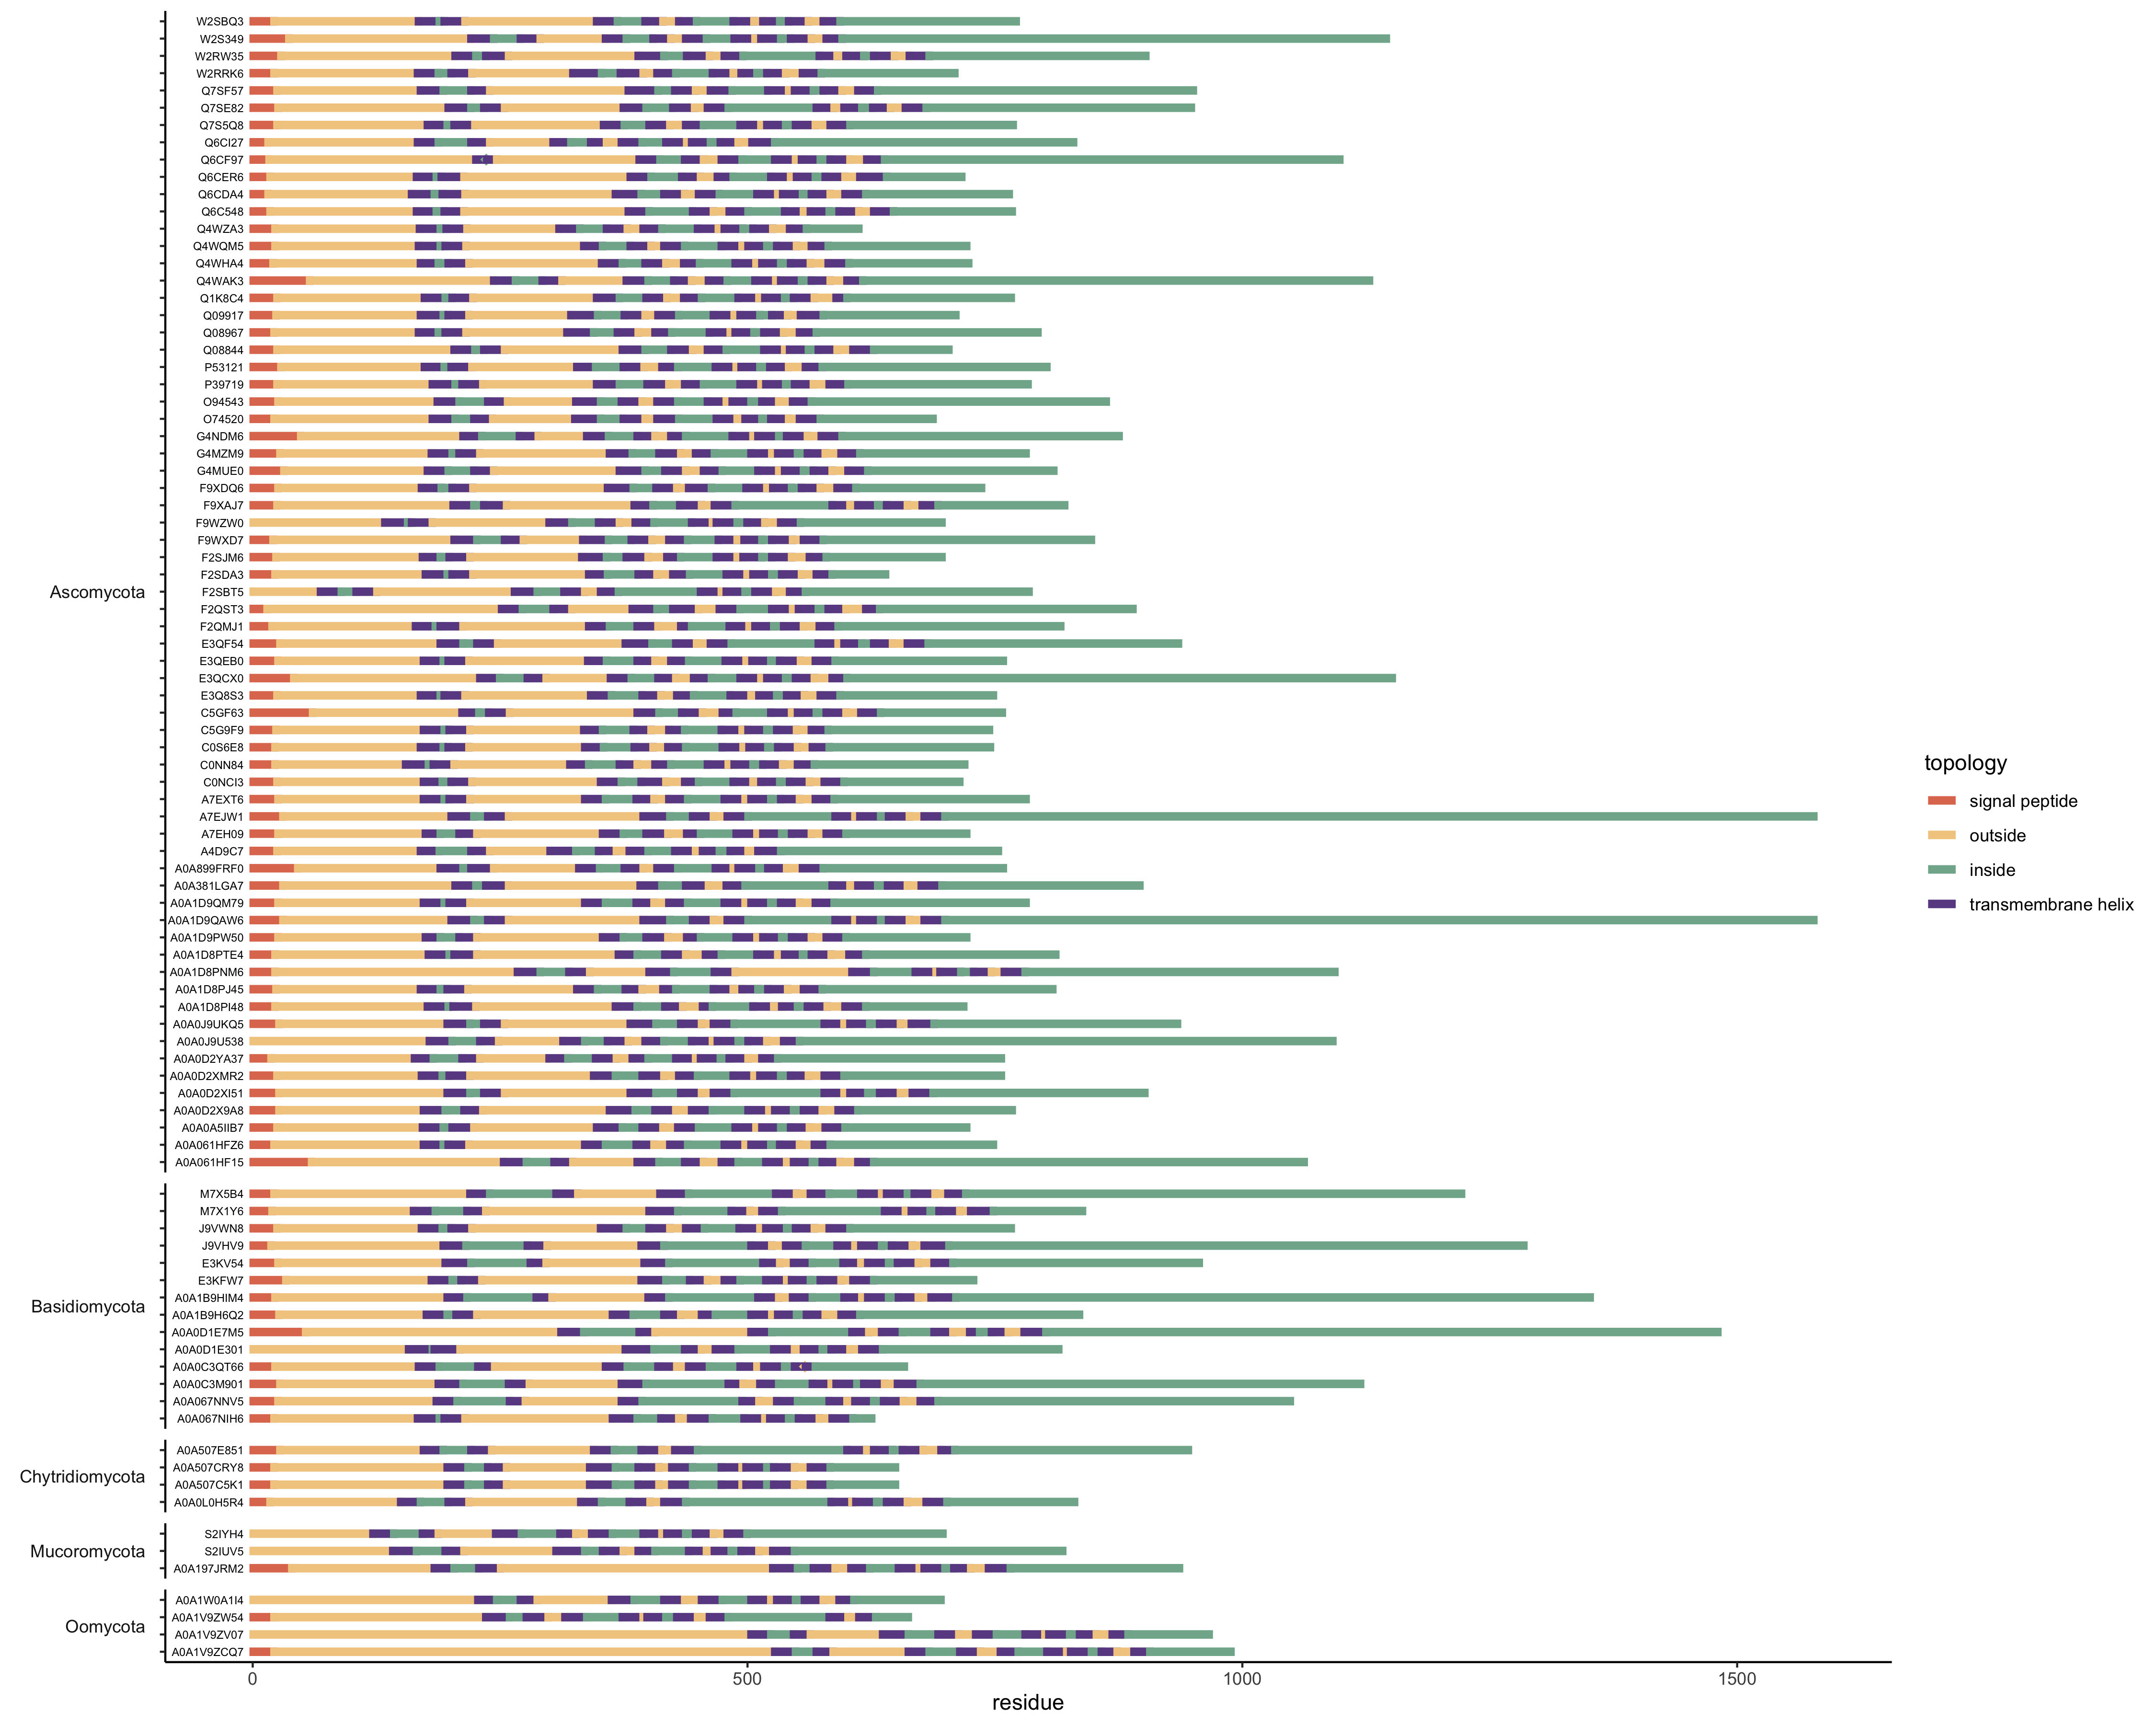 Ascomycota
W2SBQ3
W2S349
W2RW35
W2RRK6
Q7SF57
Q7SE82
Q7S5Q8
Q6CI27
Q6CF97
Q6CER6
Q6CDA4
Q6C548
Q4WZA3
Q4WQM5
Q4WHA4
Q4WAK3
Q1K8C4
Q09917
Q08967
Q08844
P53121
P39719
O94543
O74520
G4NDM6
G4MZM9
G4MUE0
F9XDQ6
F9XAJ7
F9WZW0
F9WXD7
F2SJM6
F2SDA3
F2SBT5
F2QST3
F2QMJ1
E3QF54
E3QEB0
E3QCX0
E3Q8S3
C5GF63
C5G9F9
C0S6E8
C0NN84
C0NCI3
A7EXT6
A7EJW1
A7EH09
A4D9C7
A0A899FRF0
A0A381LGA7
A0A1D9QM79
A0A1D9QAW6
A0A1D9PW50
A0A1D8PTE4
A0A1D8PNM6
A0A1D8PJ45
A0A1D8PI48
A0A0J9UKQ5
A0A0J9U538
A0A0D2YA37
A0A0D2XMR2
A0A0D2XI51
A0A0D2X9A8
A0A0A5IIB7
A0A061HFZ6
A0A061HF15
Basidiomycota
M7X5B4
M7X1Y6
J9VWN8
J9VHV9
E3KV54
E3KFW7
A0A1B9HIM4
A0A1B9H6Q2
A0A0D1E7M5
A0A0D1E301
A0A0C3QT66
A0A0C3M901
A0A067NNV5
A0A067NIH6
Chytridiomycota
A0A507E851
A0A507CRY8
A0A507C5K1
A0A0L0H5R4
Mucoromycota
S2IYH4
S2IUV5
A0A197JRM2
Oomycota
A0A1W0A1I4
A0A1V9ZW54
A0A1V9ZV07
A0A1V9ZCQ7
0 500 1000 1500
residue
topology
signal peptide
outside
inside
transmembrane helix